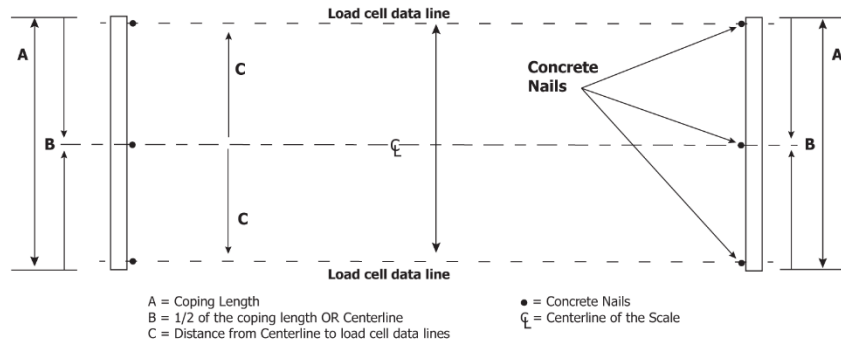 Load cell data line
A
C
Concrete
Nails
A
B
℄
B
C
Load cell data line
A = Coping Length
B = 1/2 of the coping length OR Centerline
C = Distance from Centerline to load cell data lines
● = Concrete Nails
℄ = Centerline of the Scale